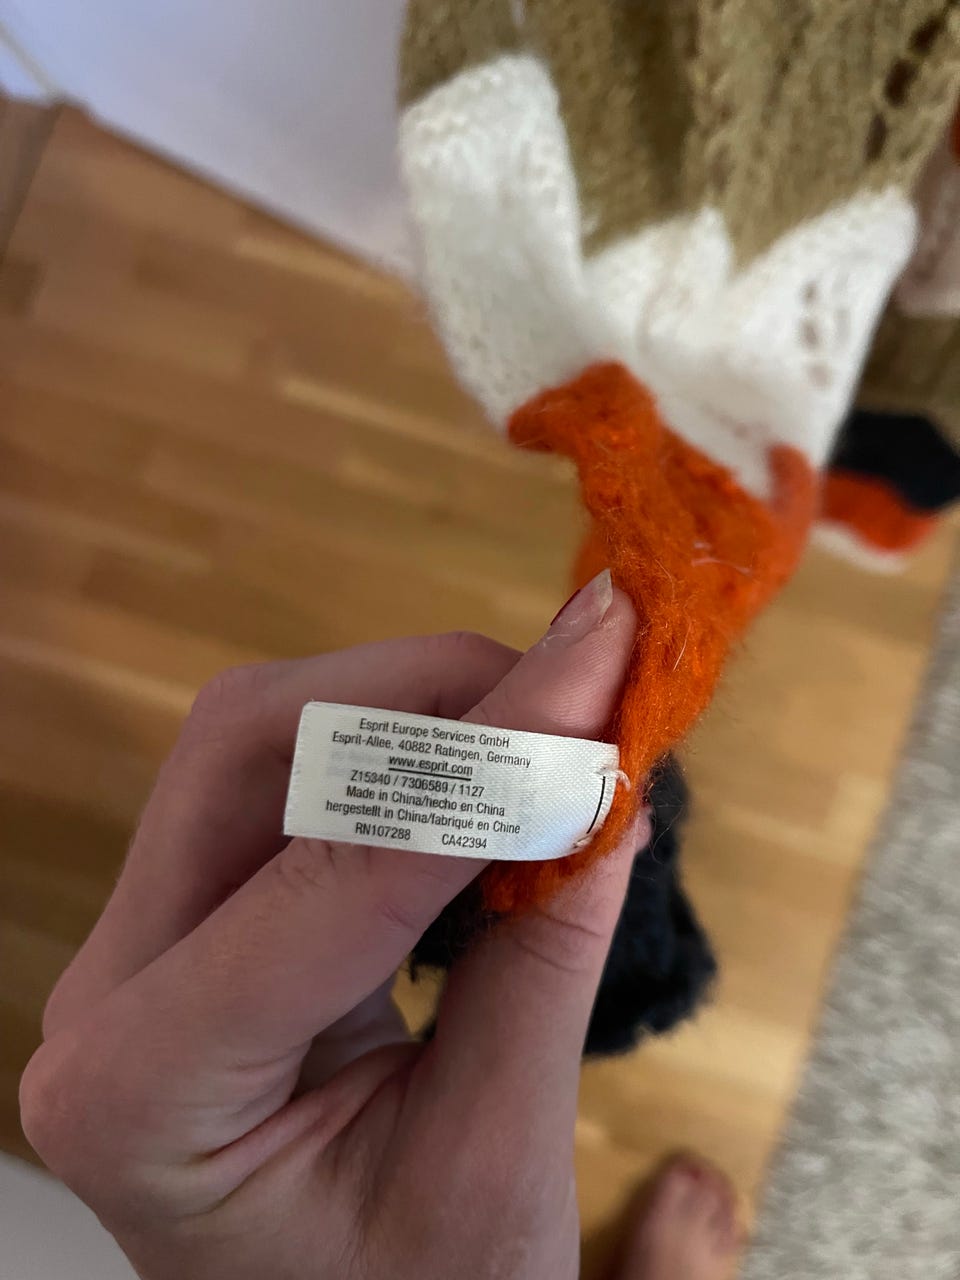 Esprit Europe Services GmbH
Esprit-Allee, 40882 Ratingen, Germany
www.esprit.com
Z15340 / 7306589 / 1127
Made in China/hecho en China
hergestellt in China/fabriqué en Chine
RN107288 CA42394